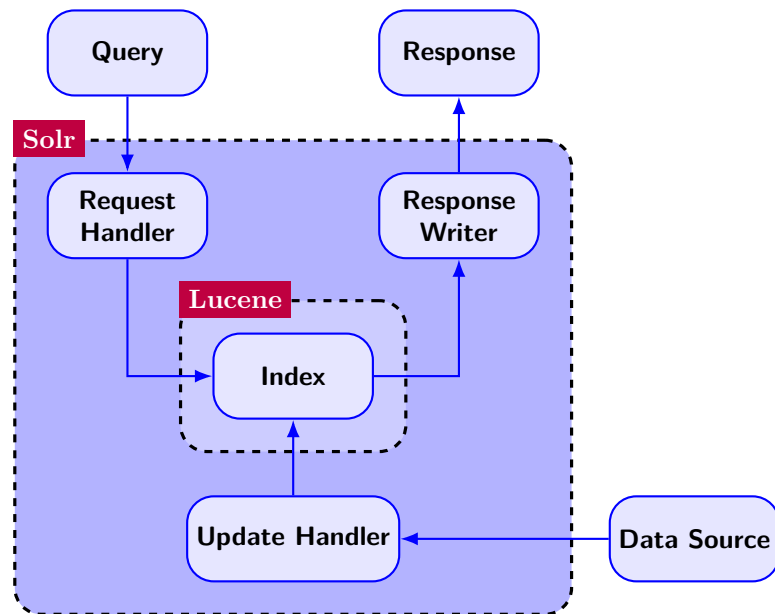 Query
Response
Solr
Request
Handler
Response
Writer
Lucene
Index
Update Handler
Data Source